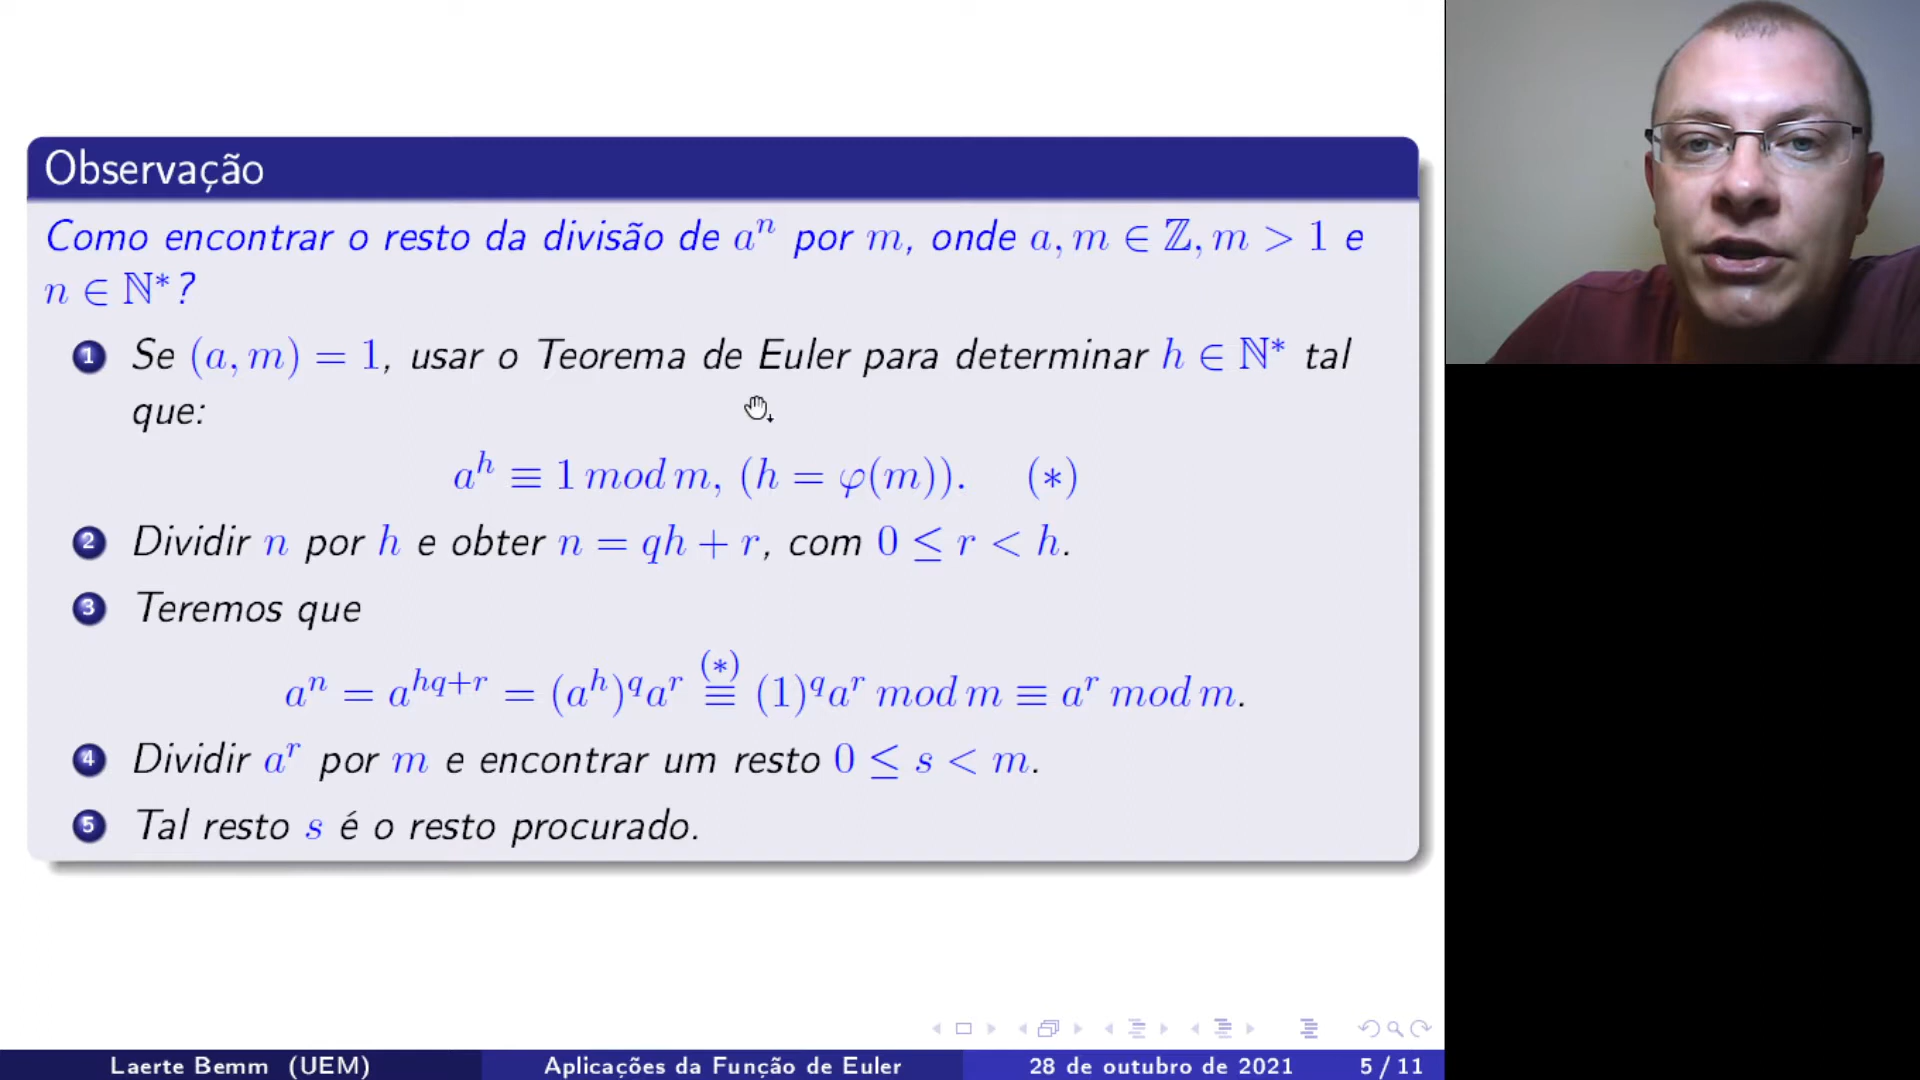 Observação
Como encontrar o resto da divisão de aⁿ por m, onde a, m ∈ ℤ, m > 1 e
n ∈ ℕ*?
1 Se (a, m) = 1, usar o Teorema de Euler para determinar h ∈ ℕ* tal
que:
aʰ ≡ 1 mod m, (h = φ(m)). (*)
2 Dividir n por h e obter n = qh + r, com 0 ≤ r < h.
3 Teremos que
aⁿ = a^{hq+r} = (aʰ)^q aʳ ≡^{(*)} (1)^q aʳ mod m ≡ aʳ mod m.
4 Dividir aʳ por m e encontrar um resto 0 ≤ s < m.
5 Tal resto s é o resto procurado.
Laerte Bemm (UEM) Aplicações da Função de Euler 28 de outubro de 2021 5 / 11